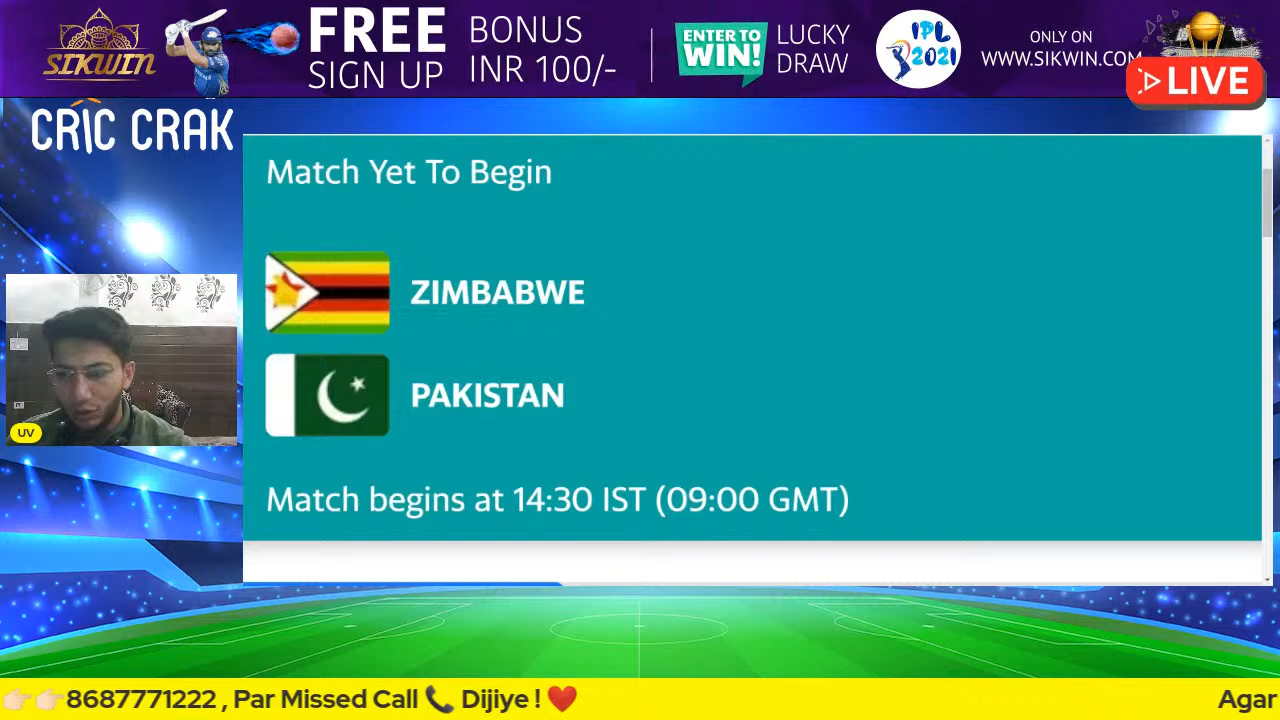 SIKWIN
FREE
SIGN UP
BONUS
INR 100/-
ENTER TO
WIN!
LUCKY
DRAW
IPL
2021
ONLY ON
WWW.SIKWIN.COM
LIVE
CRIC CRAK
Match Yet To Begin
ZIMBABWE
PAKISTAN
Match begins at 14:30 IST (09:00 GMT)
UV
👉🏻👉🏻8687771222 , Par Missed Call 📞 Dijiye ! ❤️ Agar